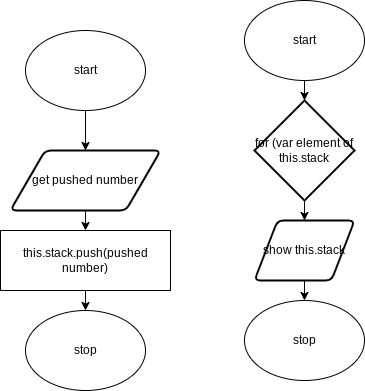 start
get pushed number
this.stack.push(pushed
number)
stop
start
for (var element of
this.stack
show this.stack
stop